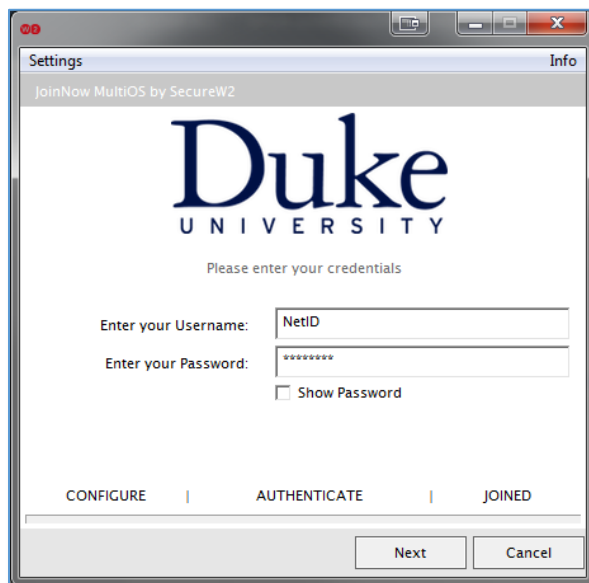 Settings Info
JoinNow MultiOS by SecureW2
Duke
UNIVERSITY
Please enter your credentials
Enter your Username: NetID
Enter your Password: ********
Show Password
CONFIGURE | AUTHENTICATE | JOINED
Next Cancel